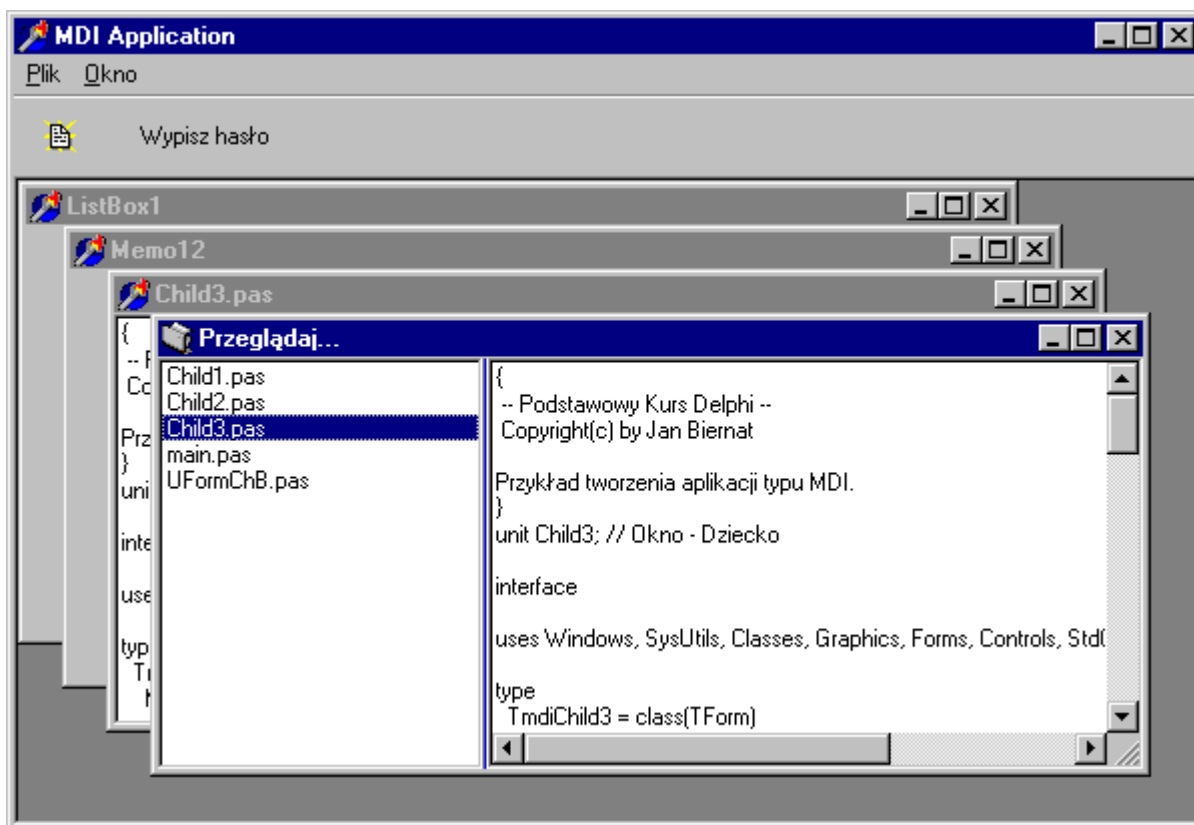 MDI Application
Plik Okno
Wypisz hasło
ListBox1
Memo12
Child3.pas
{
--
Przeglądaj...
Child1.pas
Child2.pas
Child3.pas
main.pas
UFormChB.pas
{
-- Podstawowy Kurs Delphi --
Copyright(c) by Jan Biernat
Przykład tworzenia aplikacji typu MDI.
}
unit Child3; // Okno - Dziecko
interface
uses Windows, SysUtils, Classes, Graphics, Forms, Controls, Std
type
TmdiChild3 = class(TForm)